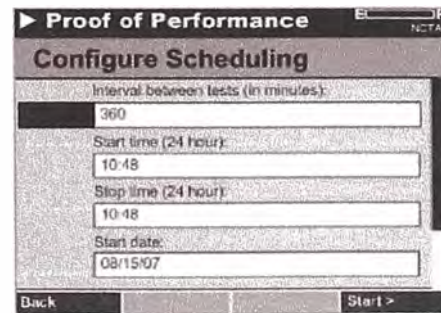 ▶ Proof of Performance
NCTA
Configure Scheduling
Interval between tests (in minutes):
360
Start time (24 hour):
10:48
Stop time (24 hour):
10:48
Start date:
08/15/07
Back
Start >